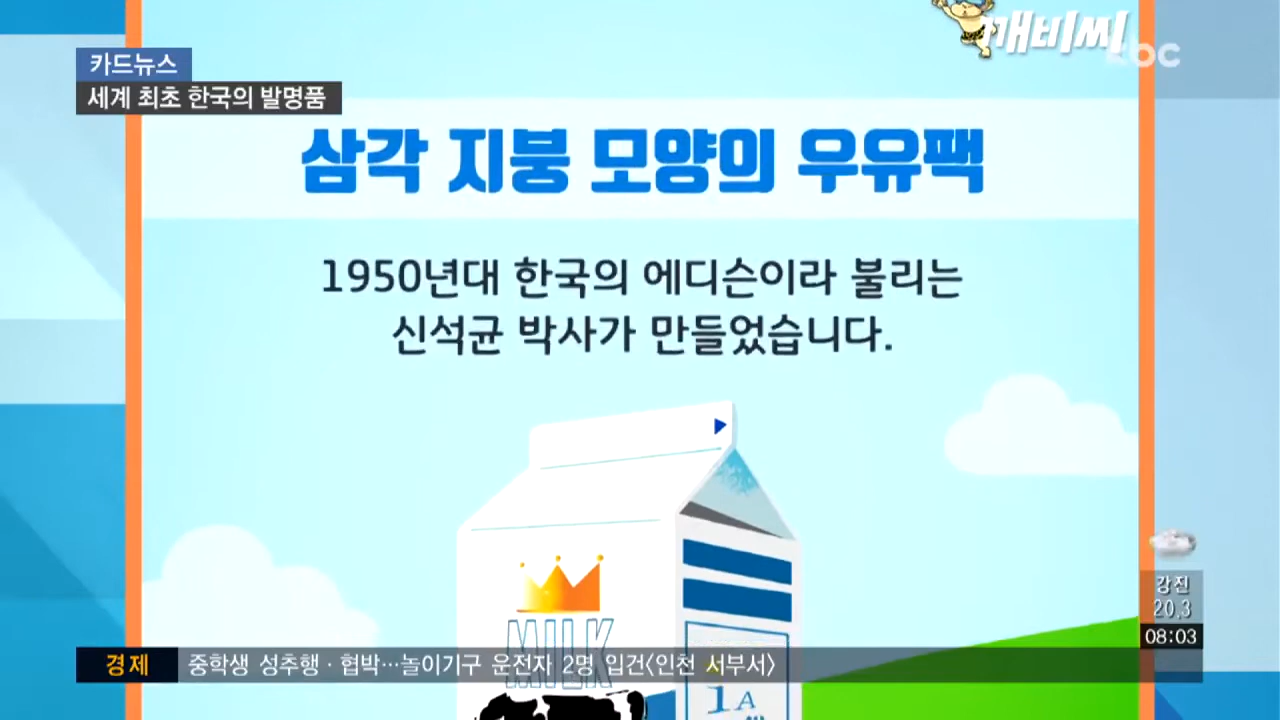 깨비씨
kbc
카드뉴스
세계 최초 한국의 발명품
삼각 지붕 모양의 우유팩
1950년대 한국의 에디슨이라 불리는
신석균 박사가 만들었습니다.
MILK
1A
강진
20.3
08:03
경제 중학생 성추행·협박…놀이기구 운전자 2명 입건<인천 서부서>